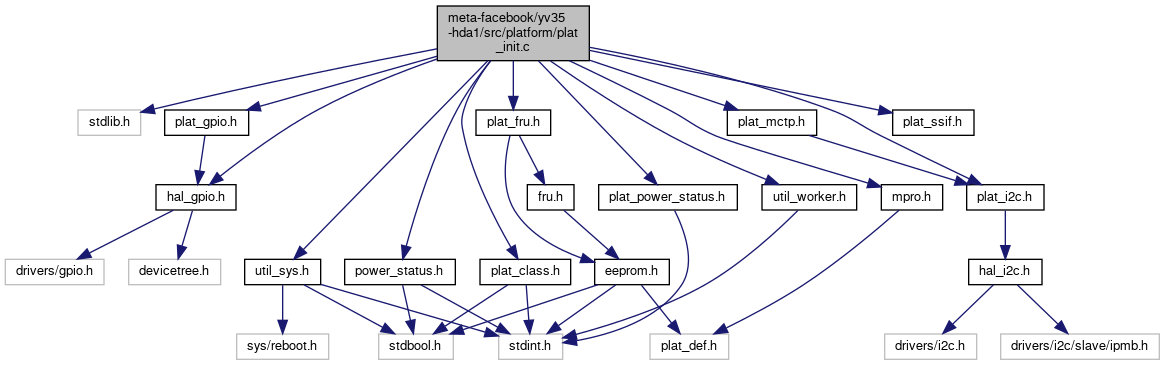 meta-facebook/yv35
-hda1/src/platform/plat
_init.c
stdlib.h
plat_gpio.h
plat_fru.h
plat_mctp.h
plat_ssif.h
hal_gpio.h
fru.h
plat_power_status.h
util_worker.h
mpro.h
plat_i2c.h
drivers/gpio.h
devicetree.h
util_sys.h
power_status.h
plat_class.h
eeprom.h
hal_i2c.h
sys/reboot.h
stdbool.h
stdint.h
plat_def.h
drivers/i2c.h
drivers/i2c/slave/ipmb.h